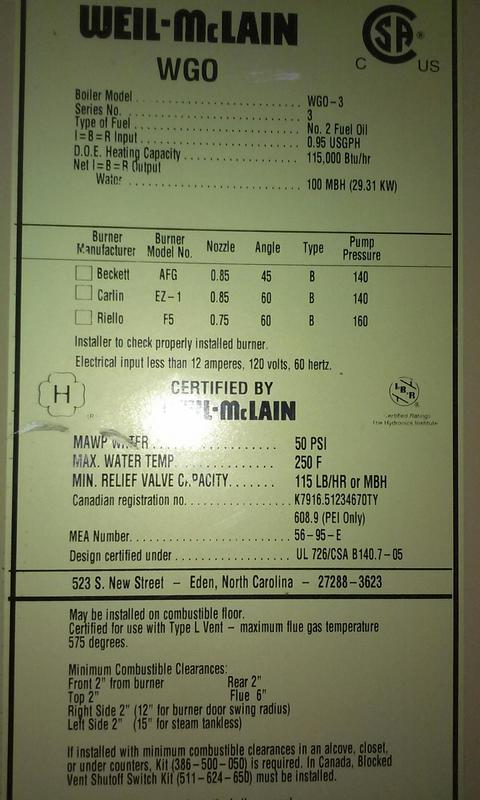 WEIL-McLAIN
WGO
CSA®
C US
Boiler Model ........................ WGO-3
Series No. ........................ 3
Type of Fuel ........................ No. 2 Fuel Oil
I=B=R Input ........................ 0.95 USGPH
D.O.E. Heating Capacity .................... 115,000 Btu/hr
Net I=B=R Output
Water ........................ 100 MBH (29.31 KW)
Burner Manufacturer Burner Model No. Nozzle Angle Type Pump Pressure
Beckett AFG 0.85 45 B 140
Carlin EZ-1 0.85 60 B 140
Riello F5 0.75 60 B 160
Installer to check properly installed burner.
Electrical input less than 12 amperes, 120 volts, 60 hertz.
H
CERTIFIED BY
WEIL-McLAIN
I=B=R
Certified Ratings
The Hydronics Institute
MAWP WATER .................. 50 PSI
MAX. WATER TEMP. ............... 250 F
MIN. RELIEF VALVE CAPACITY....... 115 LB/HR or MBH
Canadian registration no. ................. K7916.51234670TY
608.9 (PEI Only)
MEA Number. ....................... 56-95-E
Design certified under .................. UL 726/CSA B140.7-05
523 S. New Street – Eden, North Carolina – 27288-3623
May be installed on combustible floor.
Certified for use with Type L Vent – maximum flue gas temperature
575 degrees.
Minimum Combustible Clearances:
Front 2" from burner Rear 2"
Top 2" Flue 6"
Right Side 2" (12" for burner door swing radius)
Left Side 2" (15" for steam tankless)
If installed with minimum combustible clearances in an alcove, closet,
or under counters, Kit (386-500-050) is required. In Canada, Blocked
Vent Shutoff Switch Kit (511-624-650) must be installed.